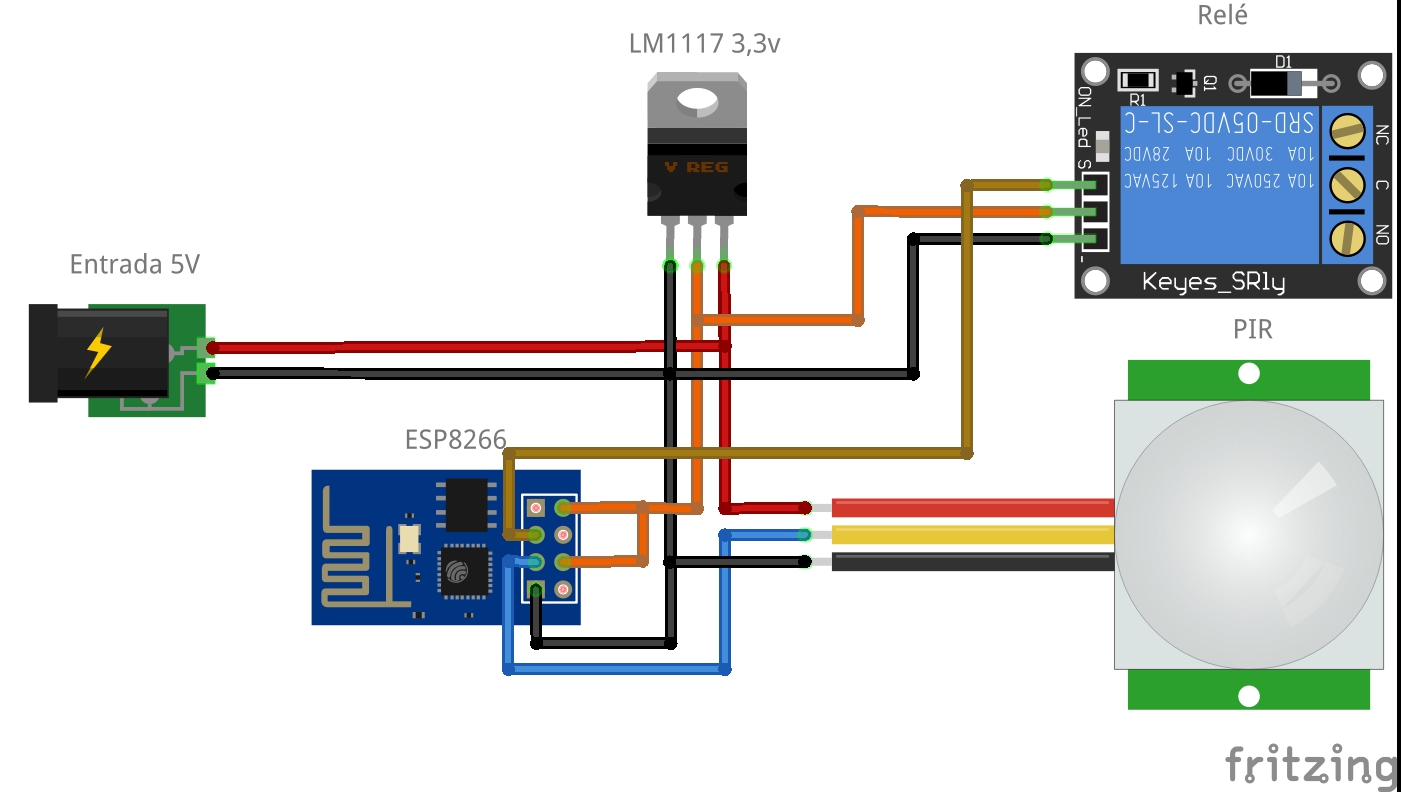 Relé
LM1117 3,3v
D1
Q1
R1
ON_Led
S
V REG
SRD-05VDC-SL-C
10A 30VDC 10A 28VDC
10A 250VAC 10A 125VAC
NC
C
NO
-
Keyes_SRly
Entrada 5V
PIR
ESP8266
fritzing